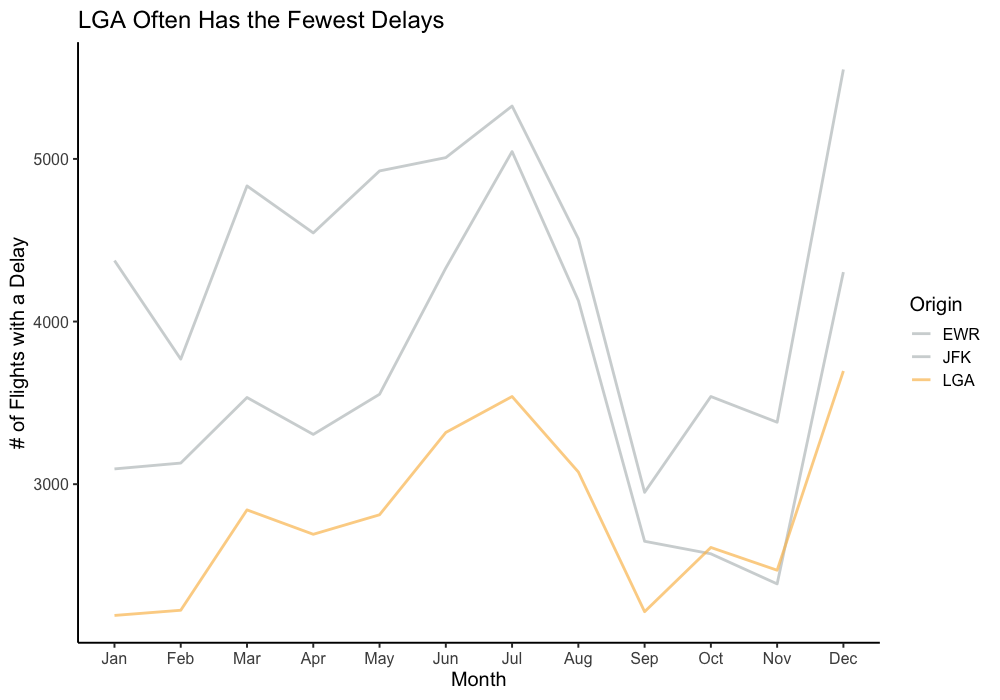 LGA Often Has the Fewest Delays
# of Flights with a Delay
5000
4000
3000
Jan Feb Mar Apr May Jun Jul Aug Sep Oct Nov Dec
Month
Origin
EWR
JFK
LGA